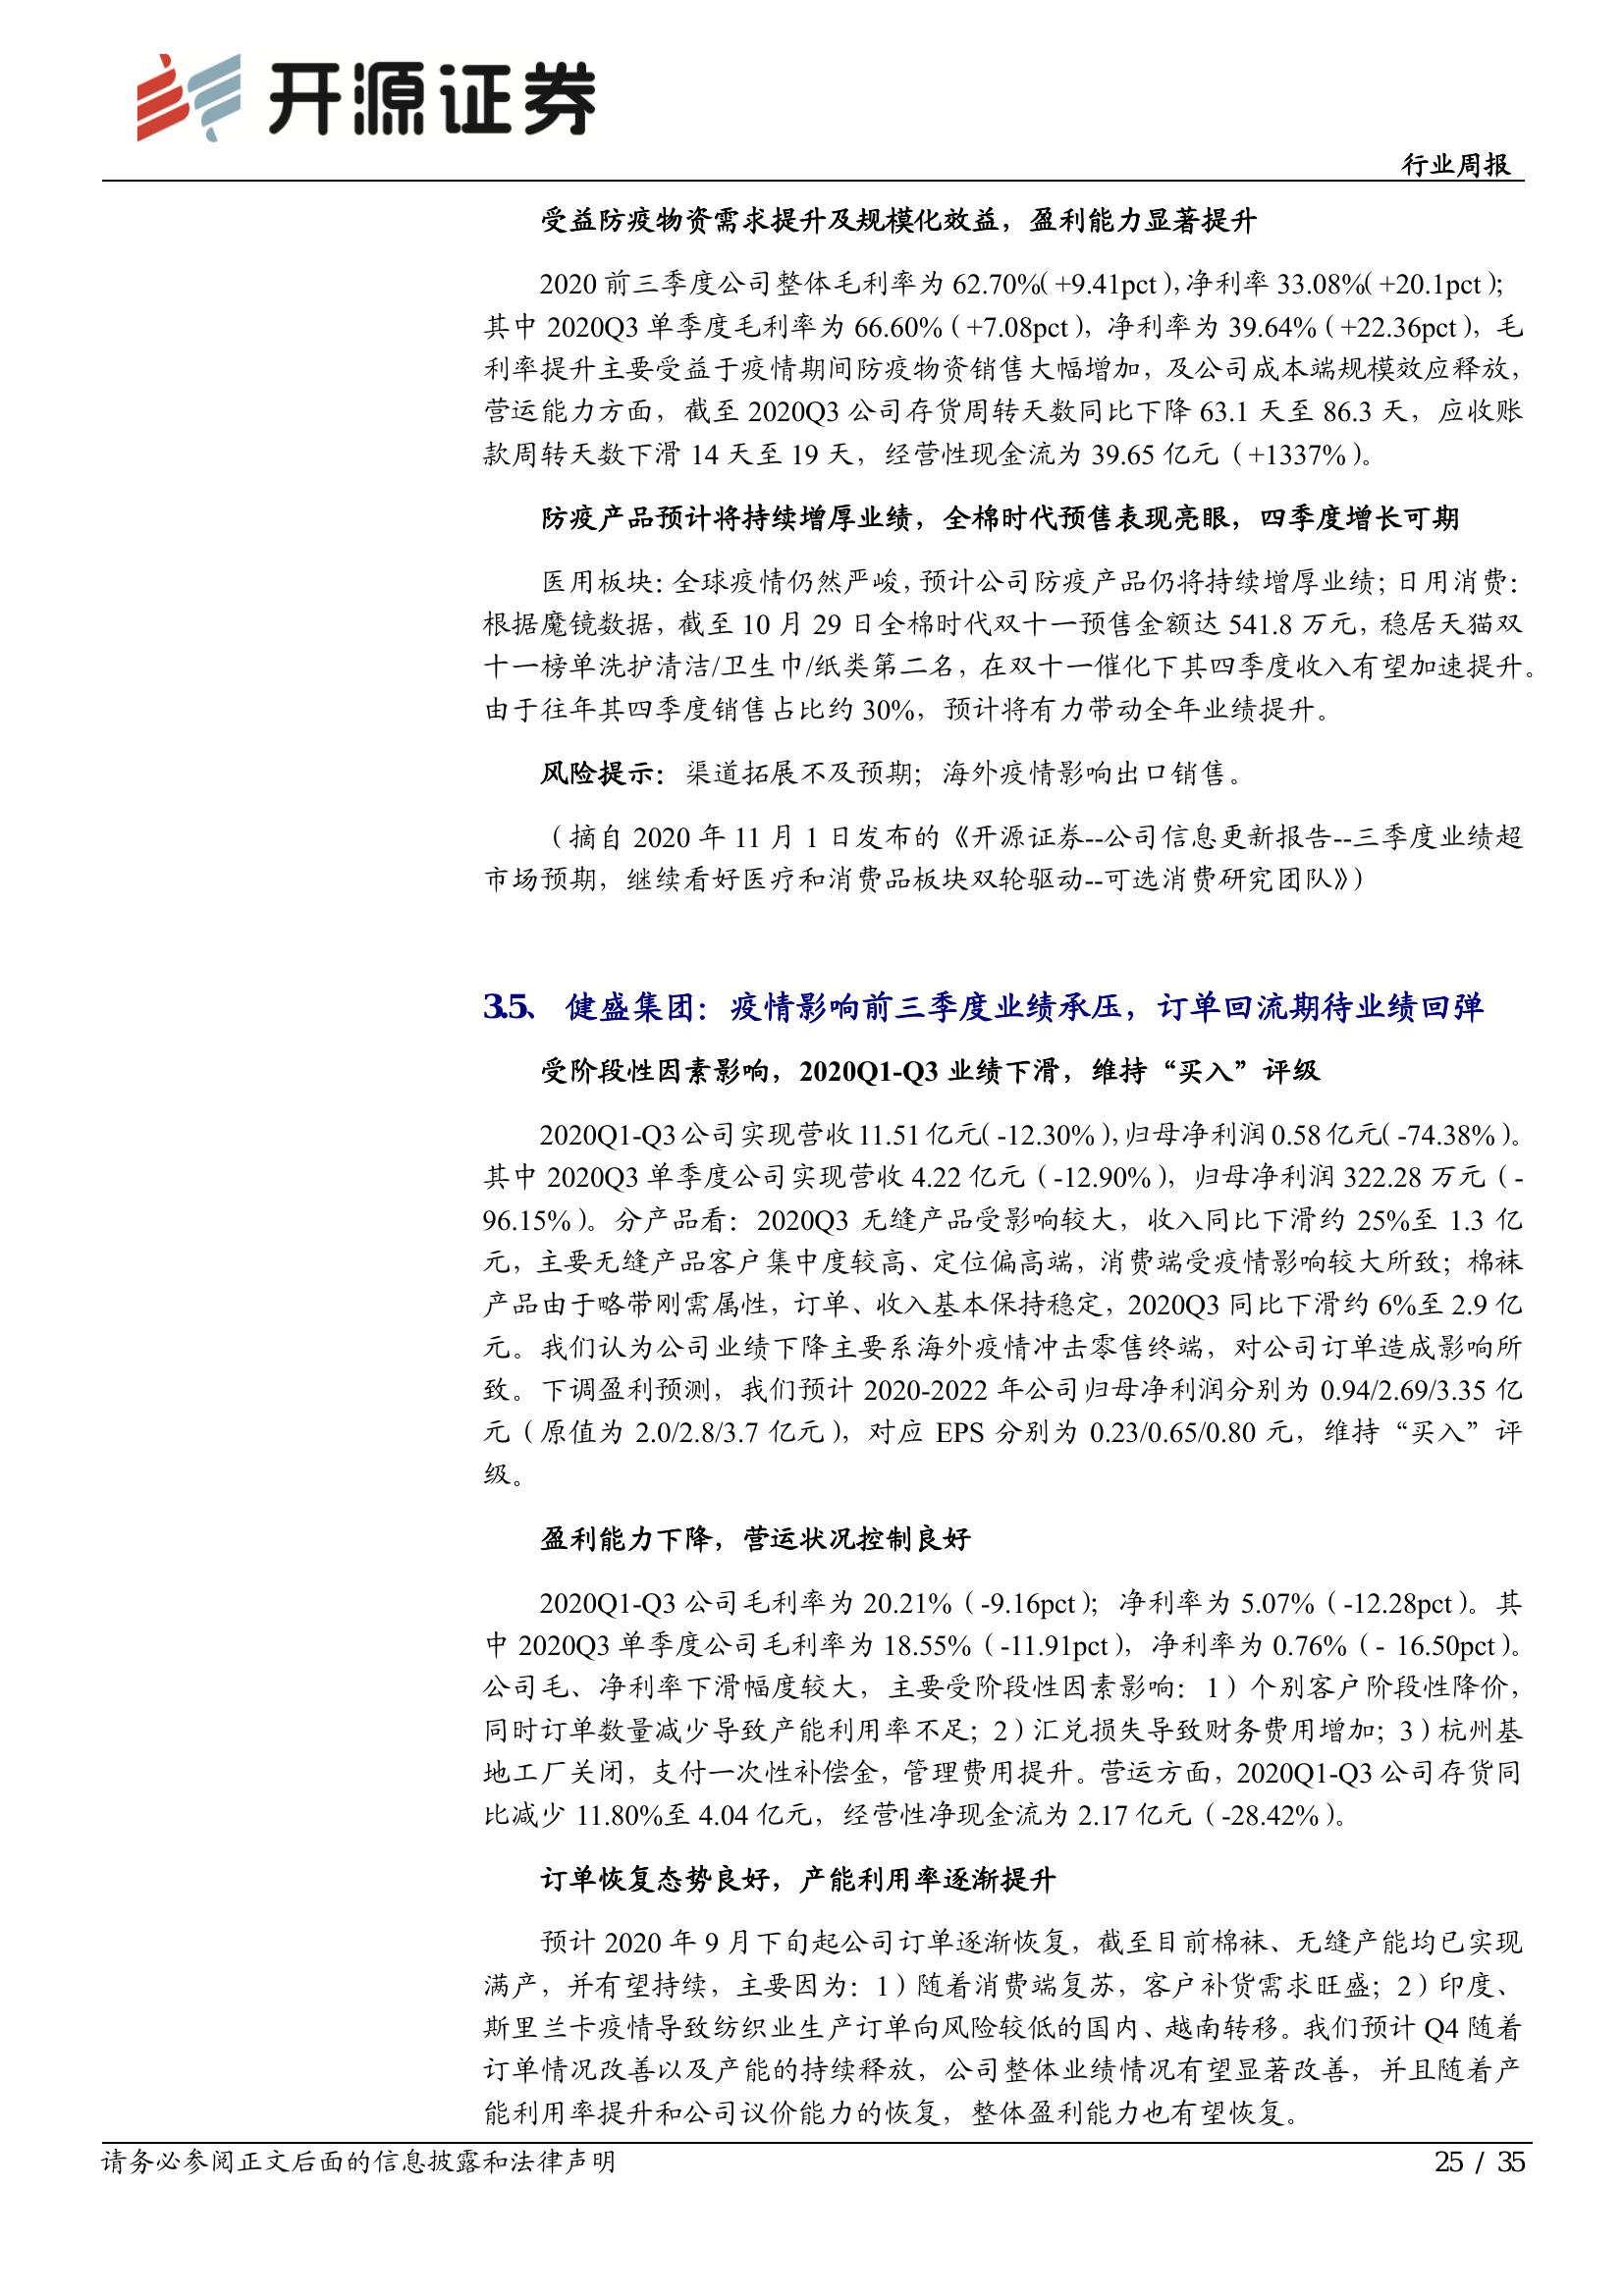 开源证券
行业周报
受益防疫物资需求提升及规模化效益，盈利能力显著提升
2020 前三季度公司整体毛利率为 62.70%（+9.41pct），净利率 33.08%（+20.1pct）；
其中 2020Q3 单季度毛利率为 66.60%（+7.08pct），净利率为 39.64%（+22.36pct），毛
利率提升主要受益于疫情期间防疫物资销售大幅增加，及公司成本端规模效应释放，
营运能力方面，截至 2020Q3 公司存货周转天数同比下降 63.1 天至 86.3 天，应收账
款周转天数下滑 14 天至 19 天，经营性现金流为 39.65 亿元（+1337%）。
防疫产品预计将持续增厚业绩，全棉时代预售表现亮眼，四季度增长可期
医用板块：全球疫情仍然严峻，预计公司防疫产品仍将持续增厚业绩；日用消费：
根据魔镜数据，截至 10 月 29 日全棉时代双十一预售金额达 541.8 万元，稳居天猫双
十一榜单洗护清洁/卫生巾/纸类第二名，在双十一催化下其四季度收入有望加速提升。
由于往年其四季度销售占比约 30%，预计将有力带动全年业绩提升。
风险提示：渠道拓展不及预期；海外疫情影响出口销售。
（摘自 2020 年 11 月 1 日发布的《开源证券--公司信息更新报告--三季度业绩超
市场预期，继续看好医疗和消费品板块双轮驱动--可选消费研究团队》）
3.5、 健盛集团：疫情影响前三季度业绩承压，订单回流期待业绩回弹
受阶段性因素影响，2020Q1-Q3 业绩下滑，维持“买入”评级
2020Q1-Q3 公司实现营收 11.51 亿元（-12.30%），归母净利润 0.58 亿元（-74.38%）。
其中 2020Q3 单季度公司实现营收 4.22 亿元（-12.90%），归母净利润 322.28 万元（-
96.15%）。分产品看：2020Q3 无缝产品受影响较大，收入同比下滑约 25%至 1.3 亿
元，主要无缝产品客户集中度较高、定位偏高端，消费端受疫情影响较大所致；棉袜
产品由于略带刚需属性，订单、收入基本保持稳定，2020Q3 同比下滑约 6%至 2.9 亿
元。我们认为公司业绩下降主要系海外疫情冲击零售终端，对公司订单造成影响所
致。下调盈利预测，我们预计 2020-2022 年公司归母净利润分别为 0.94/2.69/3.35 亿
元（原值为 2.0/2.8/3.7 亿元），对应 EPS 分别为 0.23/0.65/0.80 元，维持“买入”评
级。
盈利能力下降，营运状况控制良好
2020Q1-Q3 公司毛利率为 20.21%（-9.16pct）；净利率为 5.07%（-12.28pct）。其
中 2020Q3 单季度公司毛利率为 18.55%（-11.91pct），净利率为 0.76%（- 16.50pct）。
公司毛、净利率下滑幅度较大，主要受阶段性因素影响：1）个别客户阶段性降价，
同时订单数量减少导致产能利用率不足；2）汇兑损失导致财务费用增加；3）杭州基
地工厂关闭，支付一次性补偿金，管理费用提升。营运方面，2020Q1-Q3 公司存货同
比减少 11.80%至 4.04 亿元，经营性净现金流为 2.17 亿元（-28.42%）。
订单恢复态势良好，产能利用率逐渐提升
预计 2020 年 9 月下旬起公司订单逐渐恢复，截至目前棉袜、无缝产能均已实现
满产，并有望持续，主要因为：1）随着消费端复苏，客户补货需求旺盛；2）印度、
斯里兰卡疫情导致纺织业生产订单向风险较低的国内、越南转移。我们预计 Q4 随着
订单情况改善以及产能的持续释放，公司整体业绩情况有望显著改善，并且随着产
能利用率提升和公司议价能力的恢复，整体盈利能力也有望恢复。
请务必参阅正文后面的信息披露和法律声明
25 / 35